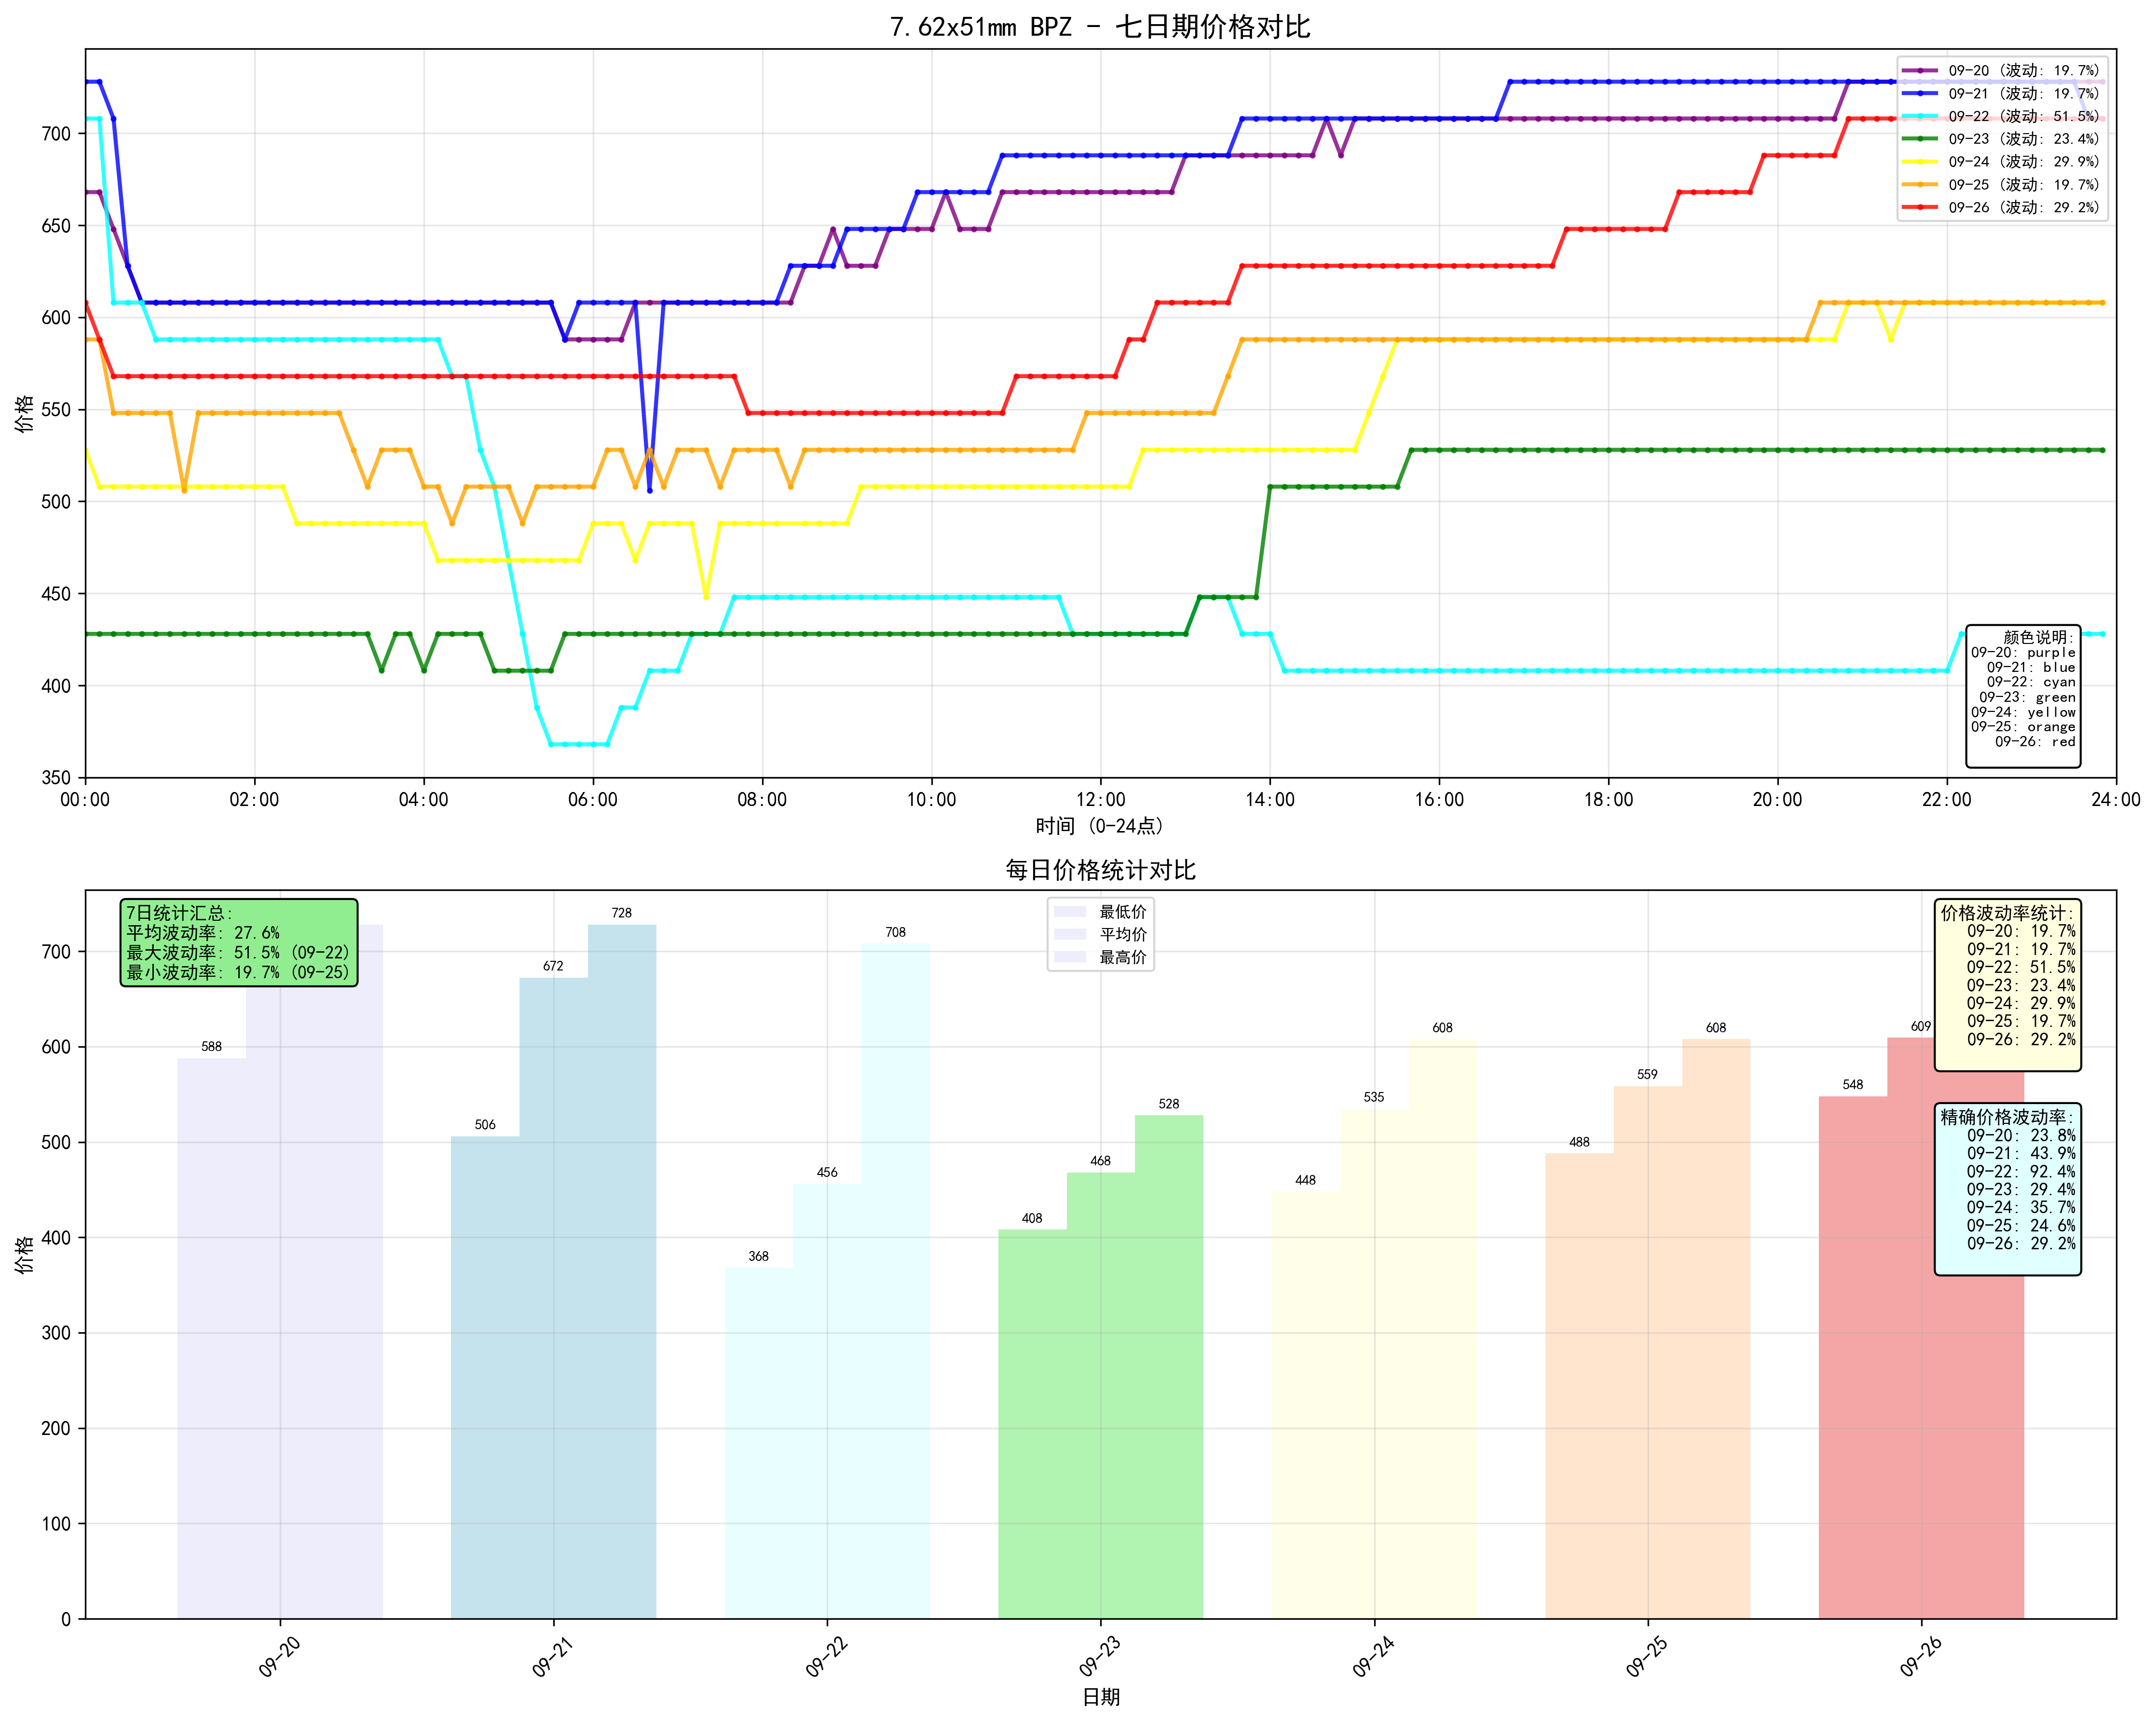 7.62x51mm BPZ - 七日期价格对比
09-20 (波动: 19.7%)
09-21 (波动: 19.7%)
09-22 (波动: 51.5%)
09-23 (波动: 23.4%)
09-24 (波动: 29.9%)
09-25 (波动: 19.7%)
09-26 (波动: 29.2%)
700
650
600
550
500
450
400
350
价格
颜色说明:
09-20: purple
09-21: blue
09-22: cyan
09-23: green
09-24: yellow
09-25: orange
09-26: red
00:00 02:00 04:00 06:00 08:00 10:00 12:00 14:00 16:00 18:00 20:00 22:00 24:00
时间 (0-24点)
每日价格统计对比
7日统计汇总:
平均波动率: 27.6%
最大波动率: 51.5% (09-22)
最小波动率: 19.7% (09-25)
最低价
平均价
最高价
价格波动率统计:
09-20: 19.7%
09-21: 19.7%
09-22: 51.5%
09-23: 23.4%
09-24: 29.9%
09-25: 19.7%
09-26: 29.2%
精确价格波动率:
09-20: 23.8%
09-21: 43.9%
09-22: 92.4%
09-23: 29.4%
09-24: 35.7%
09-25: 24.6%
09-26: 29.2%
588
506
672
728
368
456
708
408
468
528
448
535
608
488
559
608
548
609
700
600
500
400
300
200
100
0
价格
09-20 09-21 09-22 09-23 09-24 09-25 09-26
日期